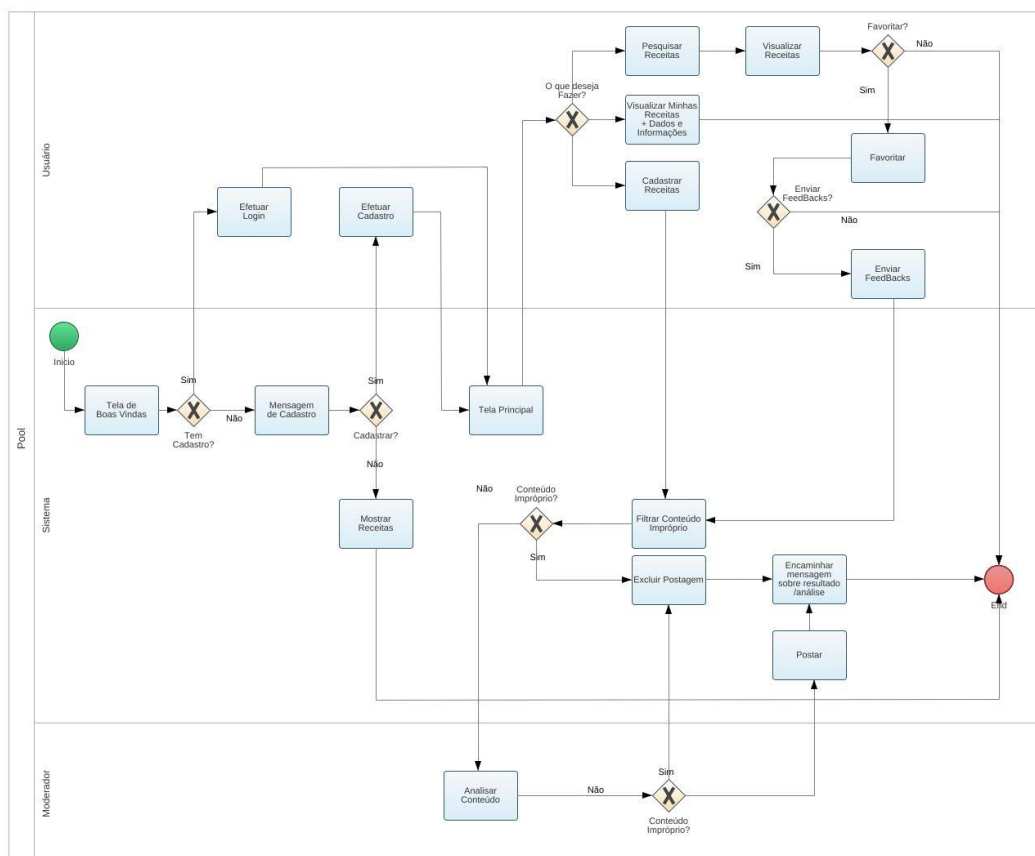 Pool
Usuário
Favoritar?
Pesquisar
Receitas
Visualizar
Receitas
Não
O que deseja
Fazer?
Sim
Visualizar Minhas
Receitas
+ Dados e
Informações
Favoritar
Cadastrar
Receitas
Enviar
FeedBacks?
Efetuar
Login
Efetuar
Cadastro
Não
Sim
Enviar
FeedBacks
Sistema
Inicio
Sim
Sim
Tela de
Boas Vindas
Mensagem
de Cadastro
Tela Principal
Não
Tem
Cadastro?
Cadastrar?
Não
Não
Conteúdo
Impróprio?
Mostrar
Receitas
Filtrar Conteúdo
Impróprio
Sim
Excluir Postagem
Encaminhar
mensagem
sobre resultado
/análise
End
Postar
Moderador
Sim
Analisar
Conteúdo
Não
Conteúdo
Impróprio?